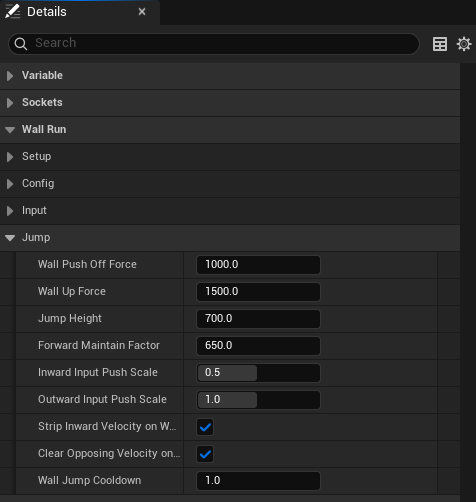 Details
Search
Variable
Sockets
Wall Run
Setup
Config
Input
Jump
Wall Push Off Force 1000.0
Wall Up Force 1500.0
Jump Height 700.0
Forward Maintain Factor 650.0
Inward Input Push Scale 0.5
Outward Input Push Scale 1.0
Strip Inward Velocity on W...
Clear Opposing Velocity on...
Wall Jump Cooldown 1.0